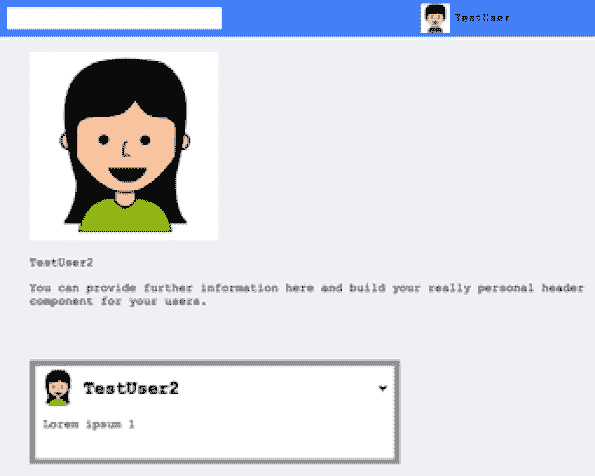 TestUser
TestUser2
You can provide further information here and build your really personal header
component for your users.
TestUser2
Lorem ipsum 1